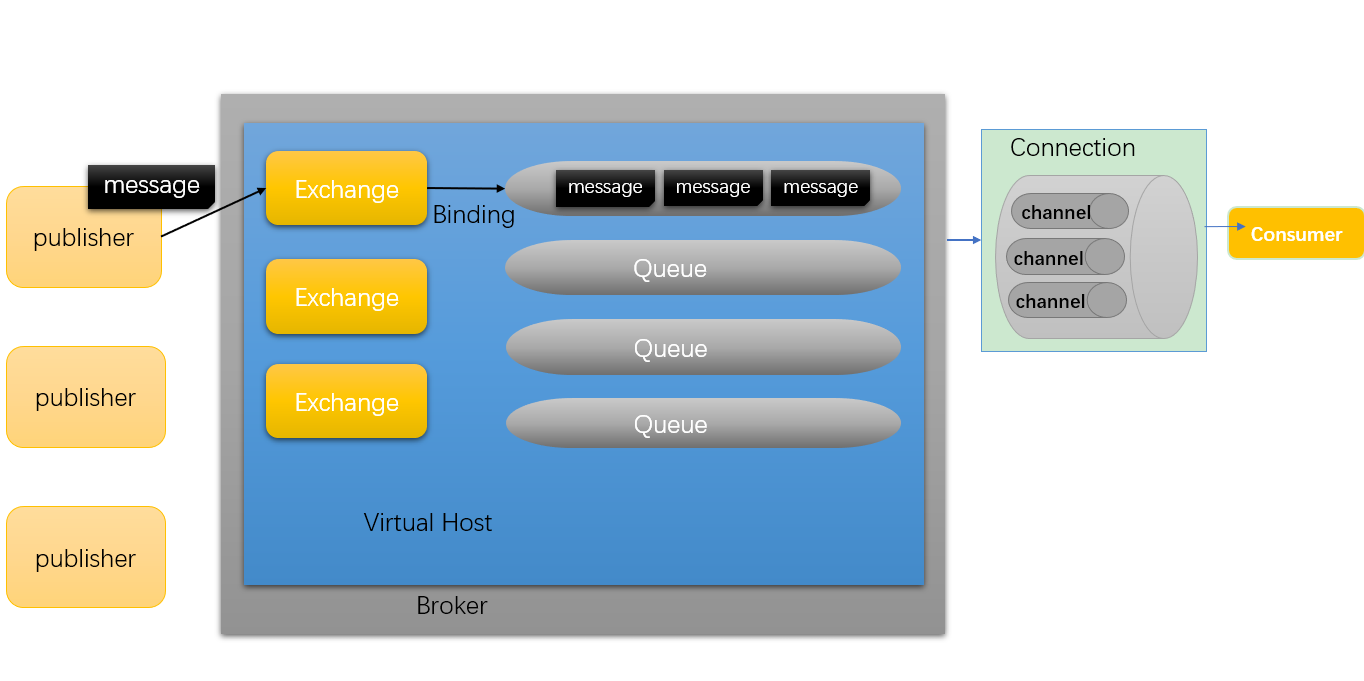 message
publisher
publisher
publisher
Exchange
Exchange
Exchange
Binding
message
message
message
Queue
Queue
Queue
Virtual Host
Broker
Connection
channel
channel
channel
Consumer